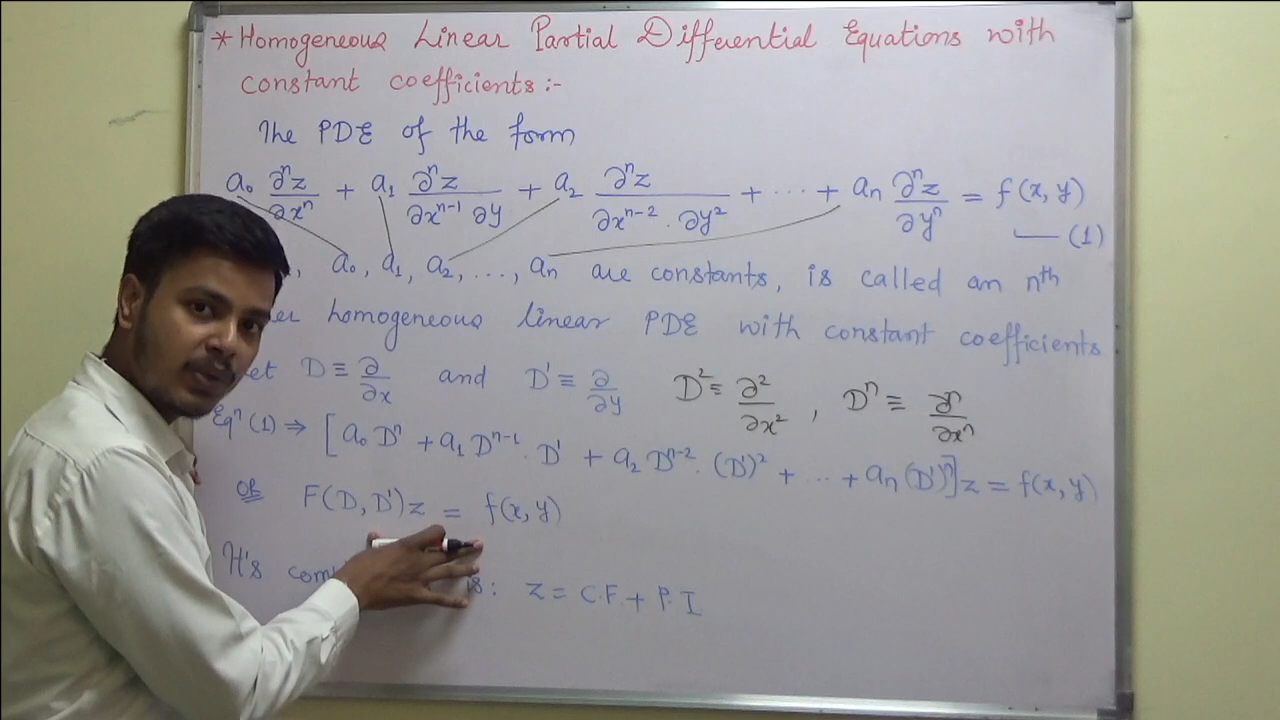 * Homogeneous Linear Partial Differential Equations with
constant coefficients :-
The PDE of the form
a₀ ∂ⁿz/∂xⁿ + a₁ ∂ⁿz/∂xⁿ⁻¹ ∂y + a₂ ∂ⁿz/∂xⁿ⁻² · ∂y² + ··· + aₙ ∂ⁿz/∂yⁿ = f(x, y)
— (1)
, a₀, a₁, a₂, ..., aₙ are constants, is called an nth
homogeneous linear PDE with constant coefficients
D ≡ ∂/∂x and D' ≡ ∂/∂y D² ≡ ∂²/∂x² , Dⁿ ≡ ∂ⁿ/∂xⁿ
Eqⁿ (1) ⇒ [a₀ Dⁿ + a₁ Dⁿ⁻¹ · D' + a₂ Dⁿ⁻² · (D')² + ... + aₙ (D')ⁿ] z = f(x, y)
OR F(D, D')z = f(x, y)
It's is : z = C.F. + P.I